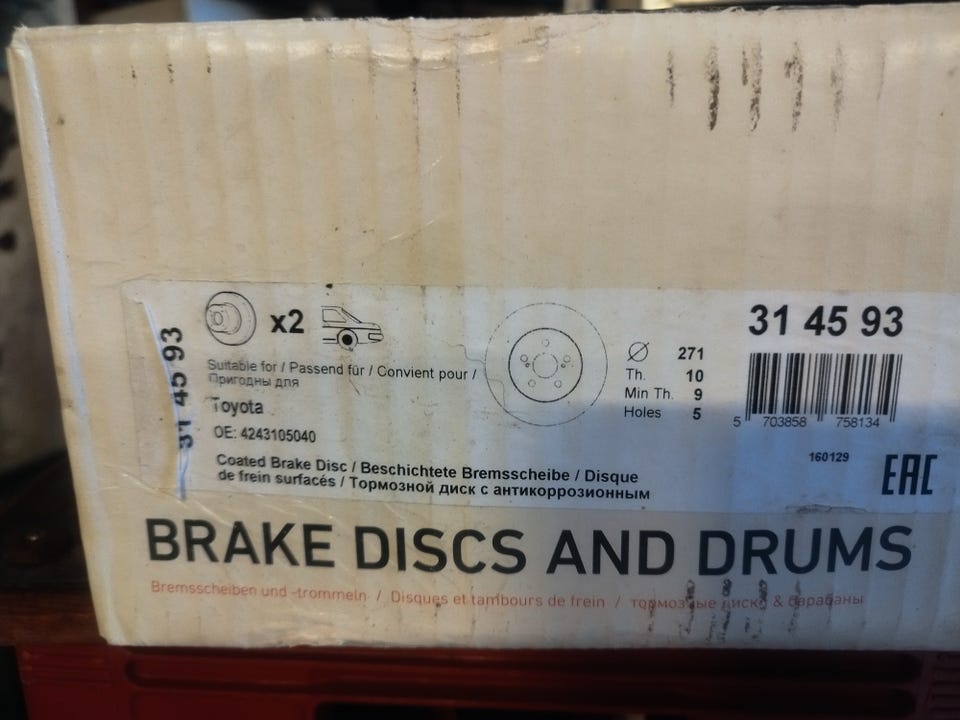 31 45 93
x2
Suitable for / Passend für / Convient pour /
Пригодны для
Toyota
OE: 4243105040
Coated Brake Disc / Beschichtete Bremsscheibe / Disque
de frein surfacés / Тормозной диск с антикоррозионным
Ø 271
Th. 10
Min Th. 9
Holes 5
31 45 93
5 703858 758134
160129
EAC
BRAKE DISCS AND DRUMS
Bremsscheiben und -trommeln / Disques et tambours de frein / тормозные диски & барабаны